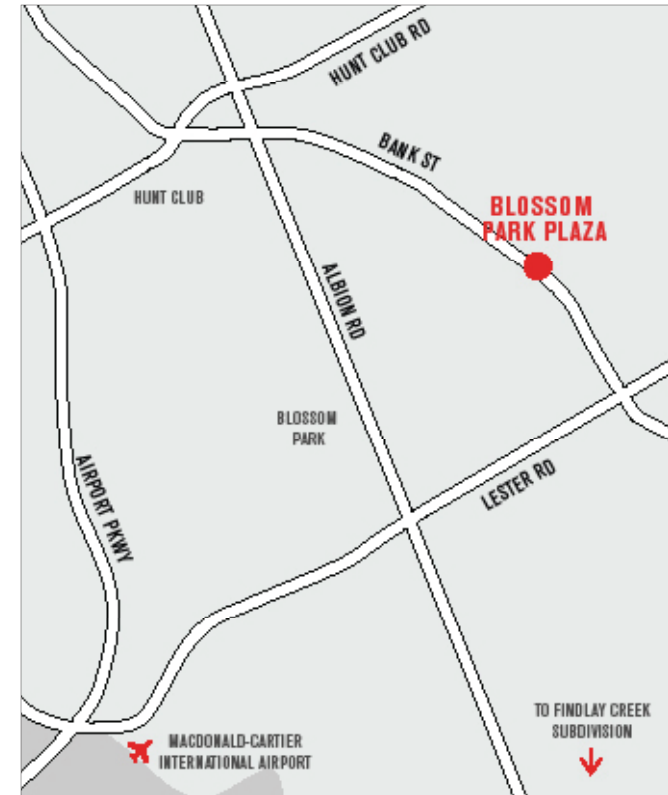 HUNT CLUB RD
BANK ST
HUNT CLUB
BLOSSOM
PARK PLAZA
ALBION RD
BLOSSOM
PARK
AIRPORT PKWY
LESTER RD
TO FINDLAY CREEK
SUBDIVISION
MACDONALD-CARTIER
INTERNATIONAL AIRPORT